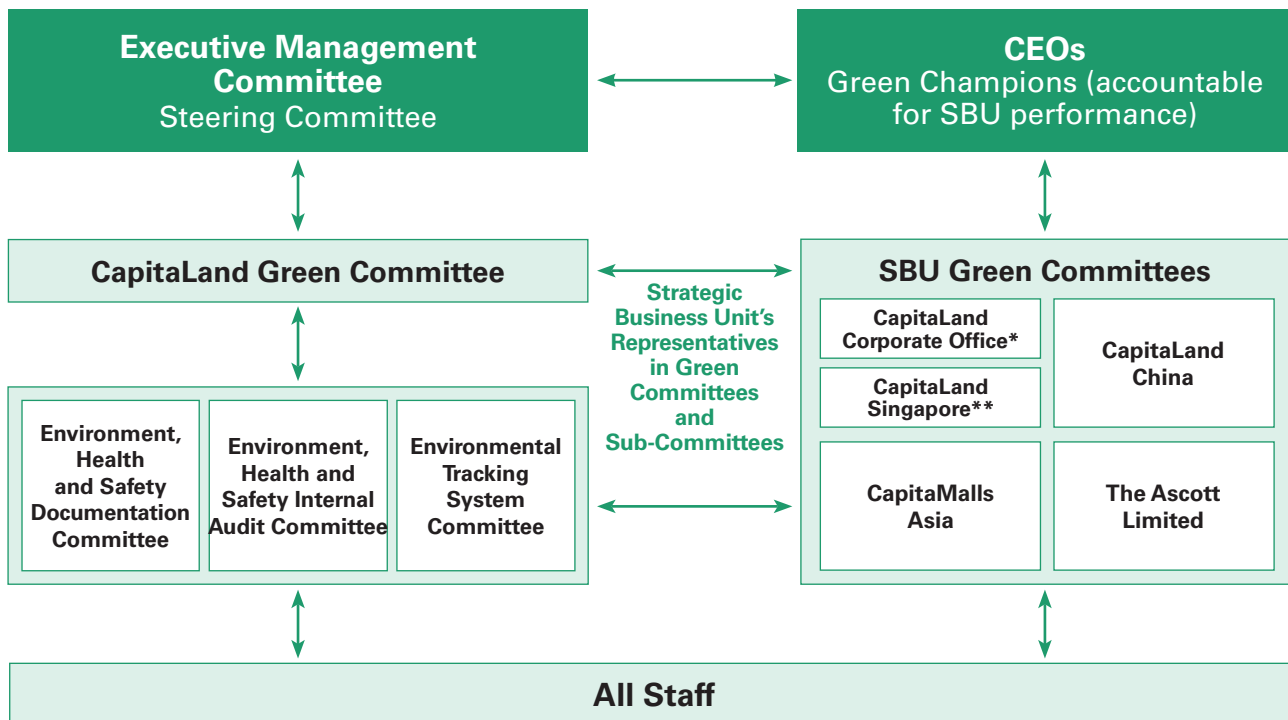 Executive Management
Committee
Steering Committee
CEOs
Green Champions (accountable
for SBU performance)
CapitaLand Green Committee
Strategic
Business Unit's
Representatives
in Green
Committees
and
Sub-Committees
SBU Green Committees
CapitaLand
Corporate Office*
CapitaLand
Singapore**
CapitaLand
China
CapitaMalls
Asia
The Ascott
Limited
Environment,
Health
and Safety
Documentation
Committee
Environment,
Health and
Safety Internal
Audit Committee
Environmental
Tracking
System
Committee
All Staff